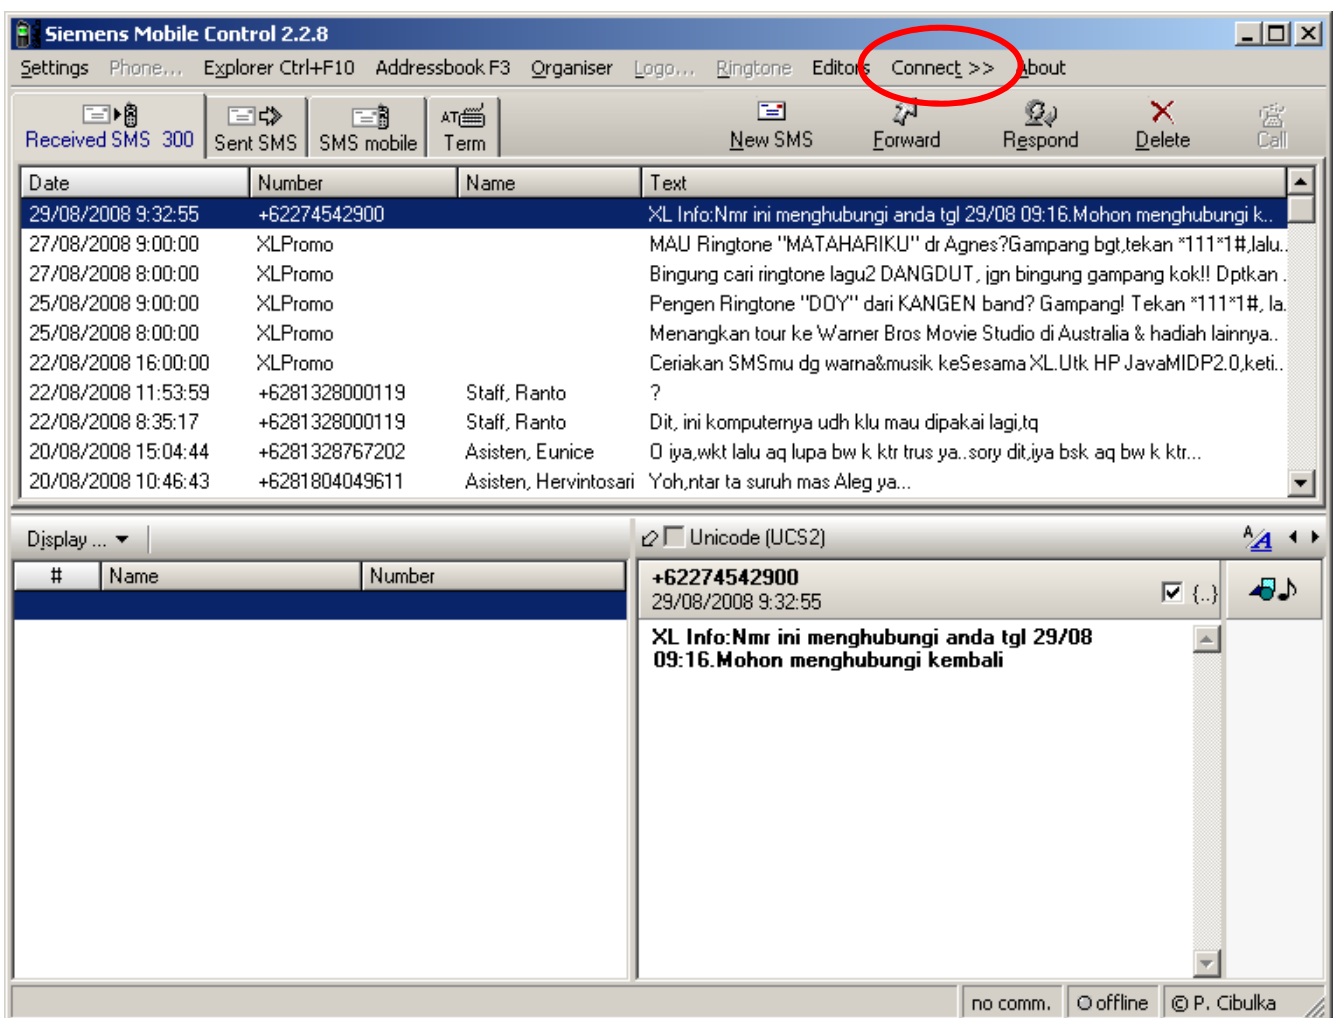 Siemens Mobile Control 2.2.8
Settings Phone... Explorer Ctrl+F10 Addressbook F3 Organiser Logo... Ringtone Editors Connect >> About
Received SMS 300 Sent SMS SMS mobile AT Term New SMS Forward Respond Delete Call
Date Number Name Text
29/08/2008 9:32:55 +62274542900 XL Info:Nmr ini menghubungi anda tgl 29/08 09:16.Mohon menghubungi k..
27/08/2008 9:00:00 XLPromo MAU Ringtone "MATAHARIKU" dr Agnes?Gampang bgt,tekan *111*1#,lalu..
27/08/2008 8:00:00 XLPromo Bingung cari ringtone lagu2 DANGDUT, jgn bingung gampang kok!! Dptkan .
25/08/2008 9:00:00 XLPromo Pengen Ringtone "DOY" dari KANGEN band? Gampang! Tekan *111*1#, la.
25/08/2008 8:00:00 XLPromo Menangkan tour ke Warner Bros Movie Studio di Australia & hadiah lainnya..
22/08/2008 16:00:00 XLPromo Ceriakan SMSmu dg warna&musik keSesama XL.Utk HP JavaMIDP2.0,keti..
22/08/2008 11:53:59 +6281328000119 Staff, Ranto ?
22/08/2008 8:35:17 +6281328000119 Staff, Ranto Dit, ini komputernya udh klu mau dipakai lagi,tq
20/08/2008 15:04:44 +6281328767202 Asisten, Eunice O iya,wkt lalu aq lupa bw k ktr trus ya..sory dit,iya bsk aq bw k ktr...
20/08/2008 10:46:43 +6281804049611 Asisten, Hervintosari Yoh,ntar ta suruh mas Aleg ya...
Display ... Unicode (UCS2) A/A
# Name Number
+62274542900
29/08/2008 9:32:55 {..}
XL Info:Nmr ini menghubungi anda tgl 29/08
09:16.Mohon menghubungi kembali
no comm. offline © P. Cibulka